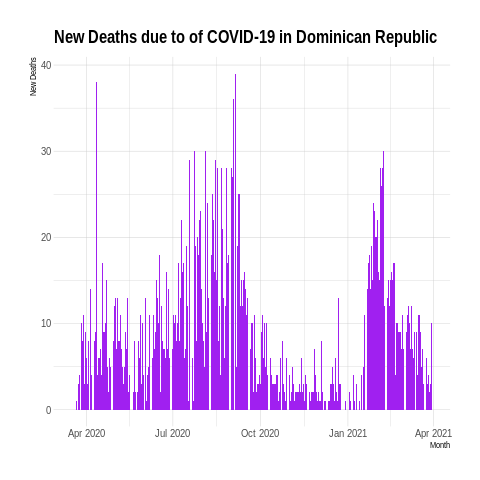 New Deaths due to of COVID-19 in Dominican Republic
New Deaths
40
30
20
10
0
Apr 2020
Jul 2020
Oct 2020
Jan 2021
Apr 2021
Month